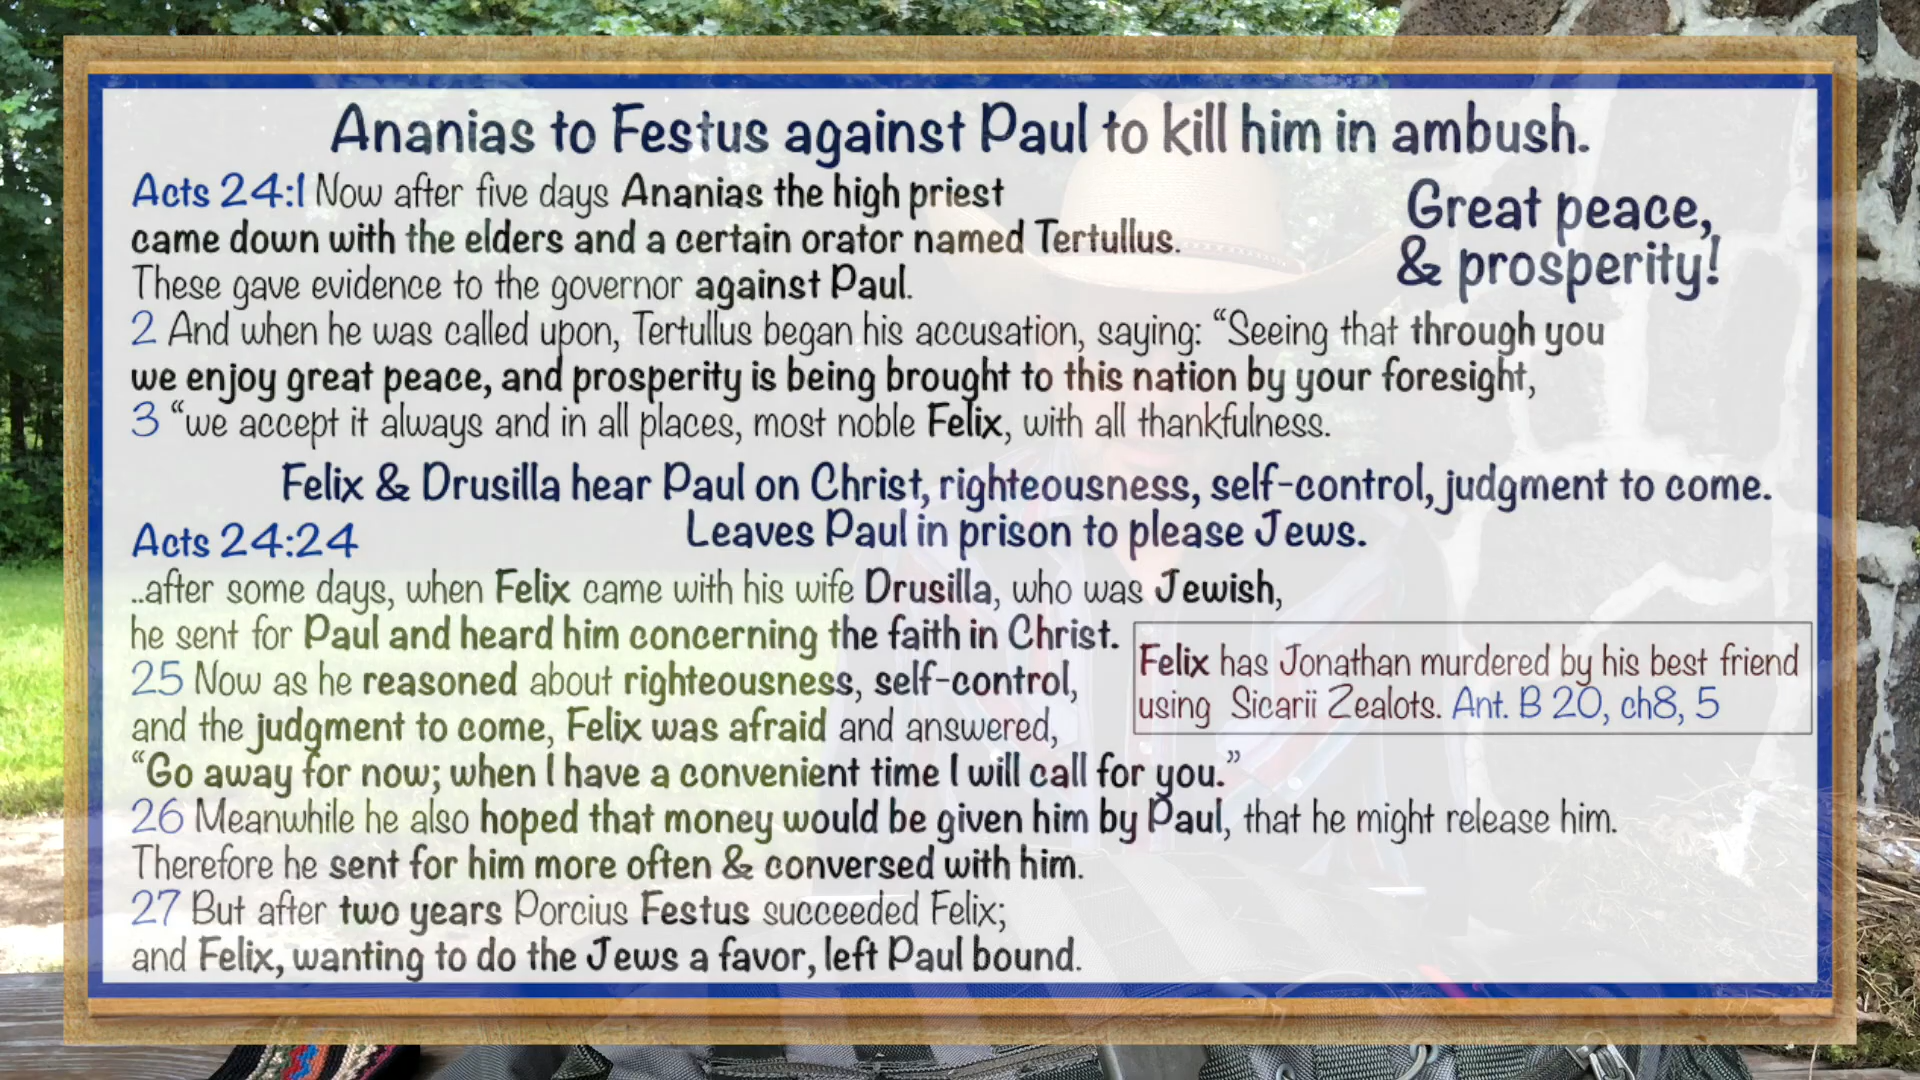 Ananias to Festus against Paul to kill him in ambush.
Acts 24:1 Now after five days Ananias the high priest
came down with the elders and a certain orator named Tertullus.
These gave evidence to the governor against Paul.
Great peace,
& prosperity!
2 And when he was called upon, Tertullus began his accusation, saying: “Seeing that through you
we enjoy great peace, and prosperity is being brought to this nation by your foresight,
3 “we accept it always and in all places, most noble Felix, with all thankfulness.
Felix & Drusilla hear Paul on Christ, righteousness, self-control, judgment to come.
Leaves Paul in prison to please Jews.
Acts 24:24
..after some days, when Felix came with his wife Drusilla, who was Jewish,
he sent for Paul and heard him concerning the faith in Christ.
25 Now as he reasoned about righteousness, self-control,
and the judgment to come, Felix was afraid and answered,
“Go away for now; when I have a convenient time I will call for you.”
Felix has Jonathan murdered by his best friend
using Sicarii Zealots. Ant. B 20, ch8, 5
26 Meanwhile he also hoped that money would be given him by Paul, that he might release him.
Therefore he sent for him more often & conversed with him.
27 But after two years Porcius Festus succeeded Felix;
and Felix, wanting to do the Jews a favor, left Paul bound.